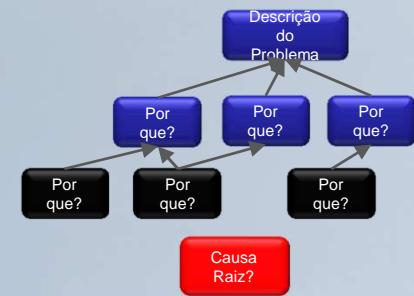 Descrição
do
Problema
Por
que?
Por
que?
Por
que?
Por
que?
Por
que?
Por
que?
Causa
Raiz?